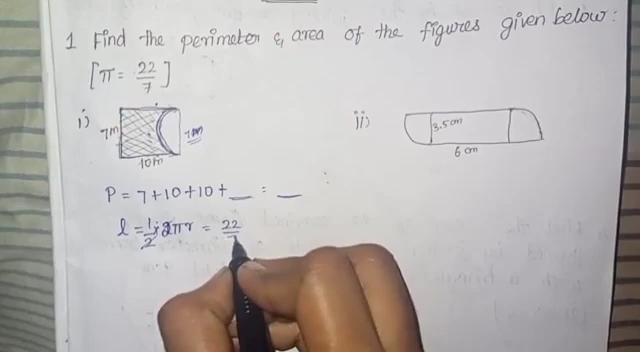 1 Find the perimeter & area of the figures given below:
[π = 22/7]
i) 7m 7m 10m
ii) 3.5cm 6 cm
P = 7+10+10+__ = __
l = 1/2 × 2πr = 22/